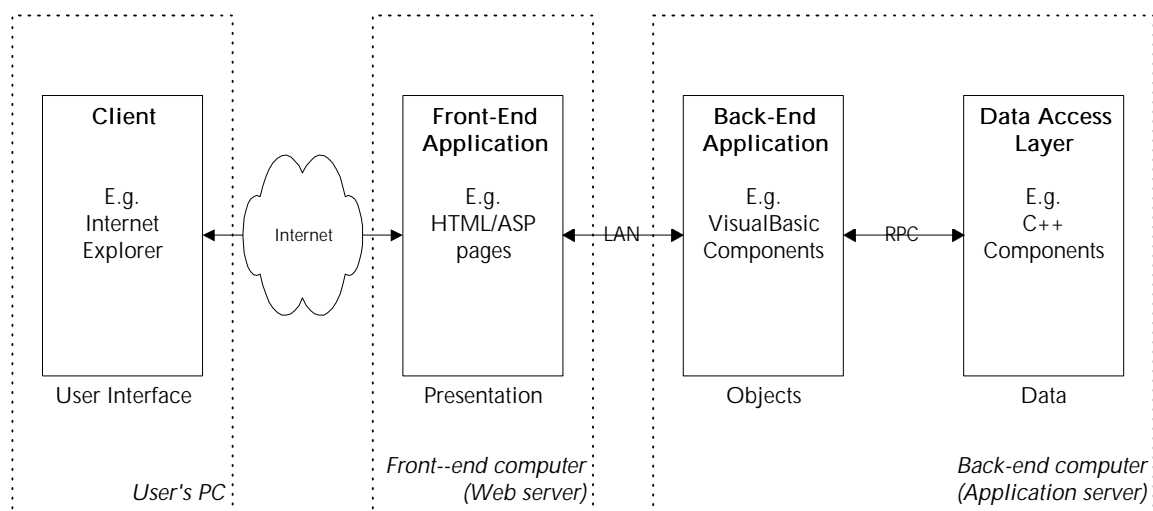 Client
E.g.
Internet
Explorer
User Interface
User's PC
Internet
Front-End
Application
E.g.
HTML/ASP
pages
Presentation
Front--end computer
(Web server)
LAN
Back-End
Application
E.g.
VisualBasic
Components
Objects
RPC
Data Access
Layer
E.g.
C++
Components
Data
Back-end computer
(Application server)